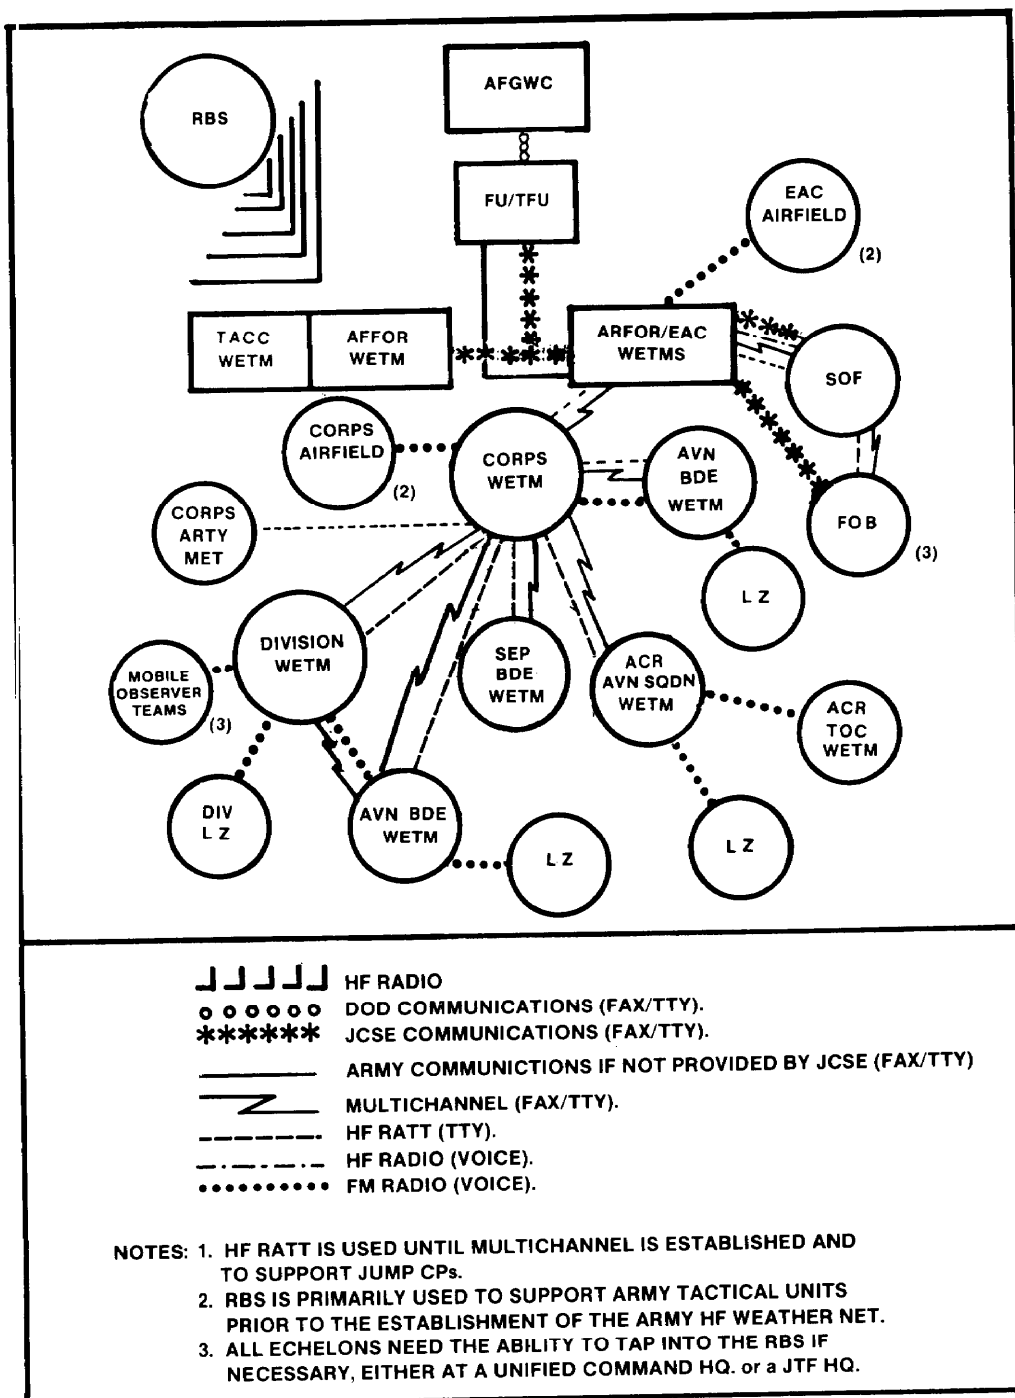 RBS
AFGWC
FU/TFU
EAC
AIRFIELD
(2)
TACC
WETM
AFFOR
WETM
ARFOR/EAC
WETMS
SOF
CORPS
AIRFIELD
(2)
CORPS
WETM
AVN
BDE
WETM
FOB
(3)
CORPS
ARTY
MET
LZ
DIVISION
WETM
SEP
BDE
WETM
ACR
AVN SQDN
WETM
MOBILE
OBSERVER
TEAMS
(3)
ACR
TOC
WETM
DIV
LZ
AVN BDE
WETM
LZ
LZ
HF RADIO
DOD COMMUNICATIONS (FAX/TTY).
JCSE COMMUNICATIONS (FAX/TTY).
ARMY COMMUNICTIONS IF NOT PROVIDED BY JCSE (FAX/TTY)
MULTICHANNEL (FAX/TTY).
HF RATT (TTY).
HF RADIO (VOICE).
FM RADIO (VOICE).
NOTES: 1. HF RATT IS USED UNTIL MULTICHANNEL IS ESTABLISHED AND
TO SUPPORT JUMP CPs.
2. RBS IS PRIMARILY USED TO SUPPORT ARMY TACTICAL UNITS
PRIOR TO THE ESTABLISHMENT OF THE ARMY HF WEATHER NET.
3. ALL ECHELONS NEED THE ABILITY TO TAP INTO THE RBS IF
NECESSARY, EITHER AT A UNIFIED COMMAND HQ. or a JTF HQ.